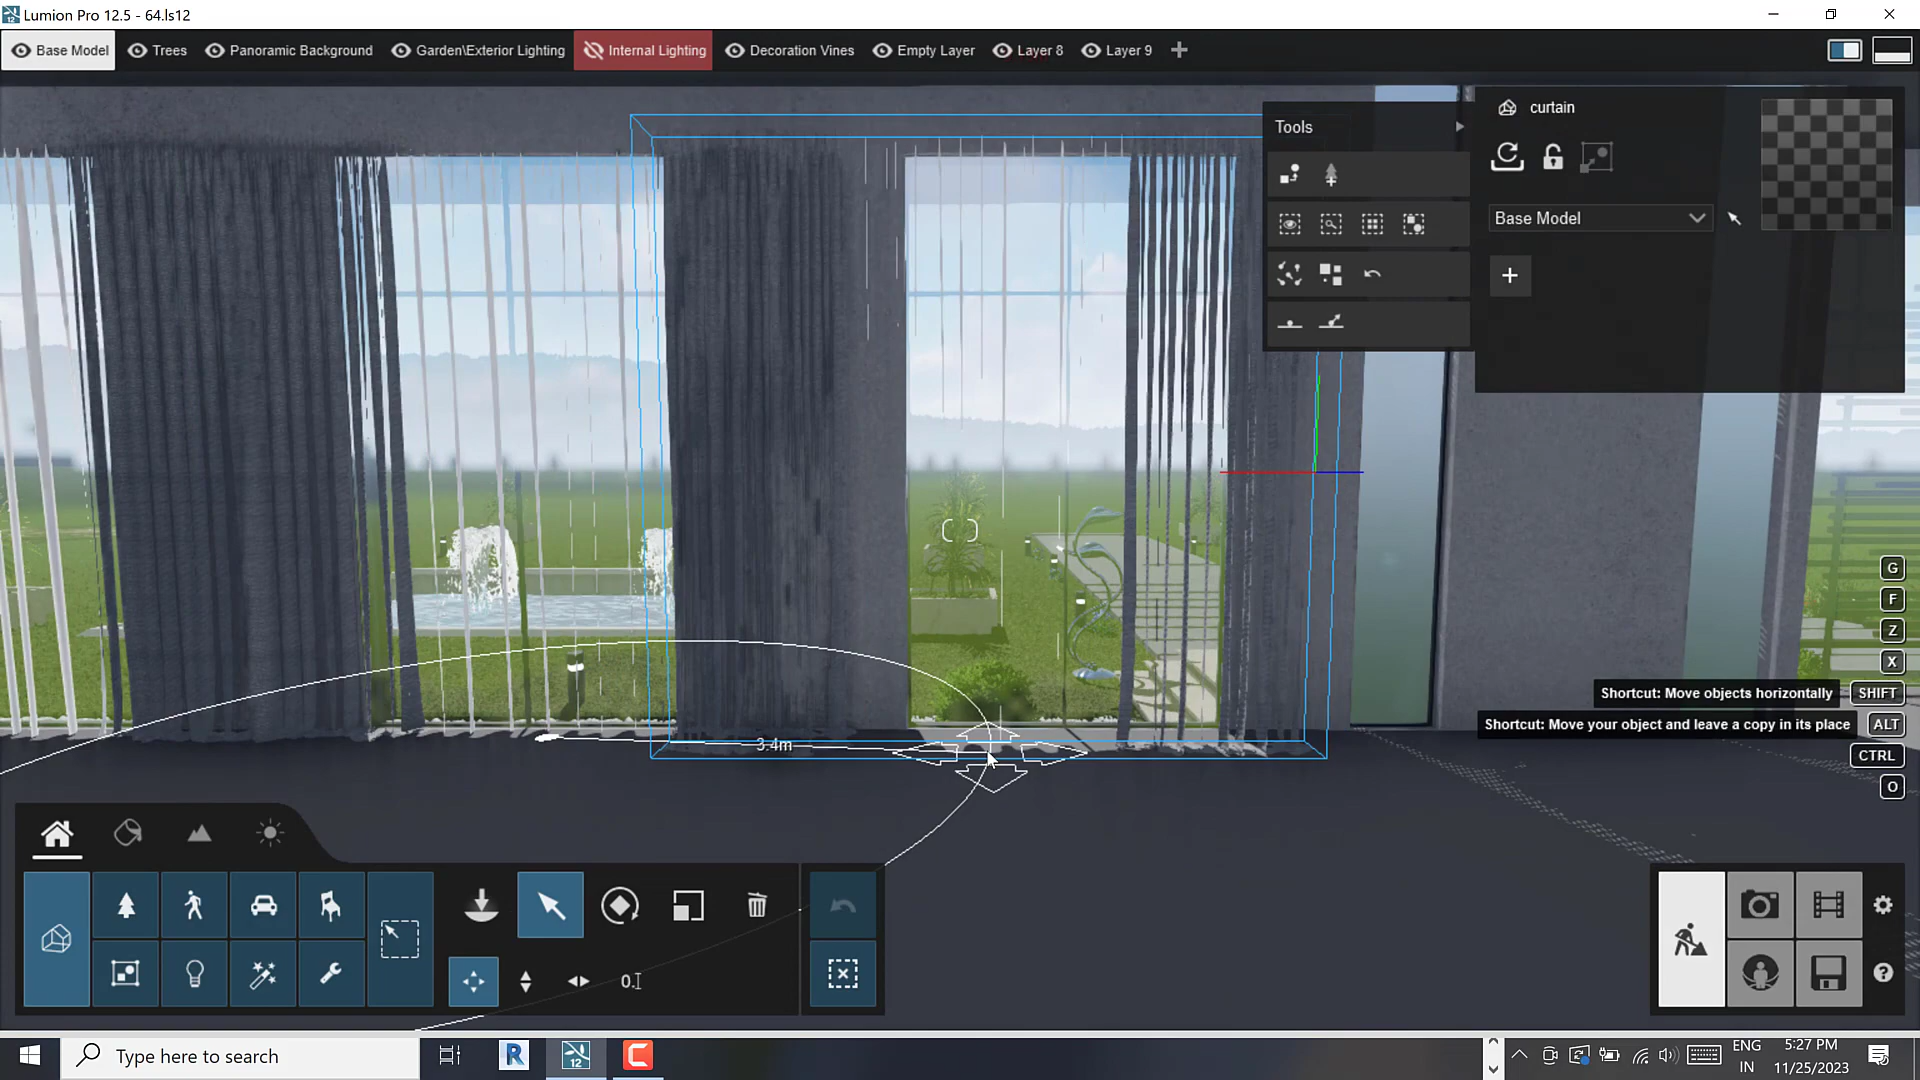 Lumion Pro 12.5 - 64.ls12
Base Model
Trees
Panoramic Background
Garden\Exterior Lighting
Internal Lighting
Decoration Vines
Empty Layer
Layer 8
Layer 9
Tools
curtain
Base Model
G
F
Z
X
Shortcut: Move objects horizontally
SHIFT
Shortcut: Move your object and leave a copy in its place
ALT
CTRL
O
3.4m
Type here to search
R
12
C
ENG
IN
5:27 PM
11/25/2023